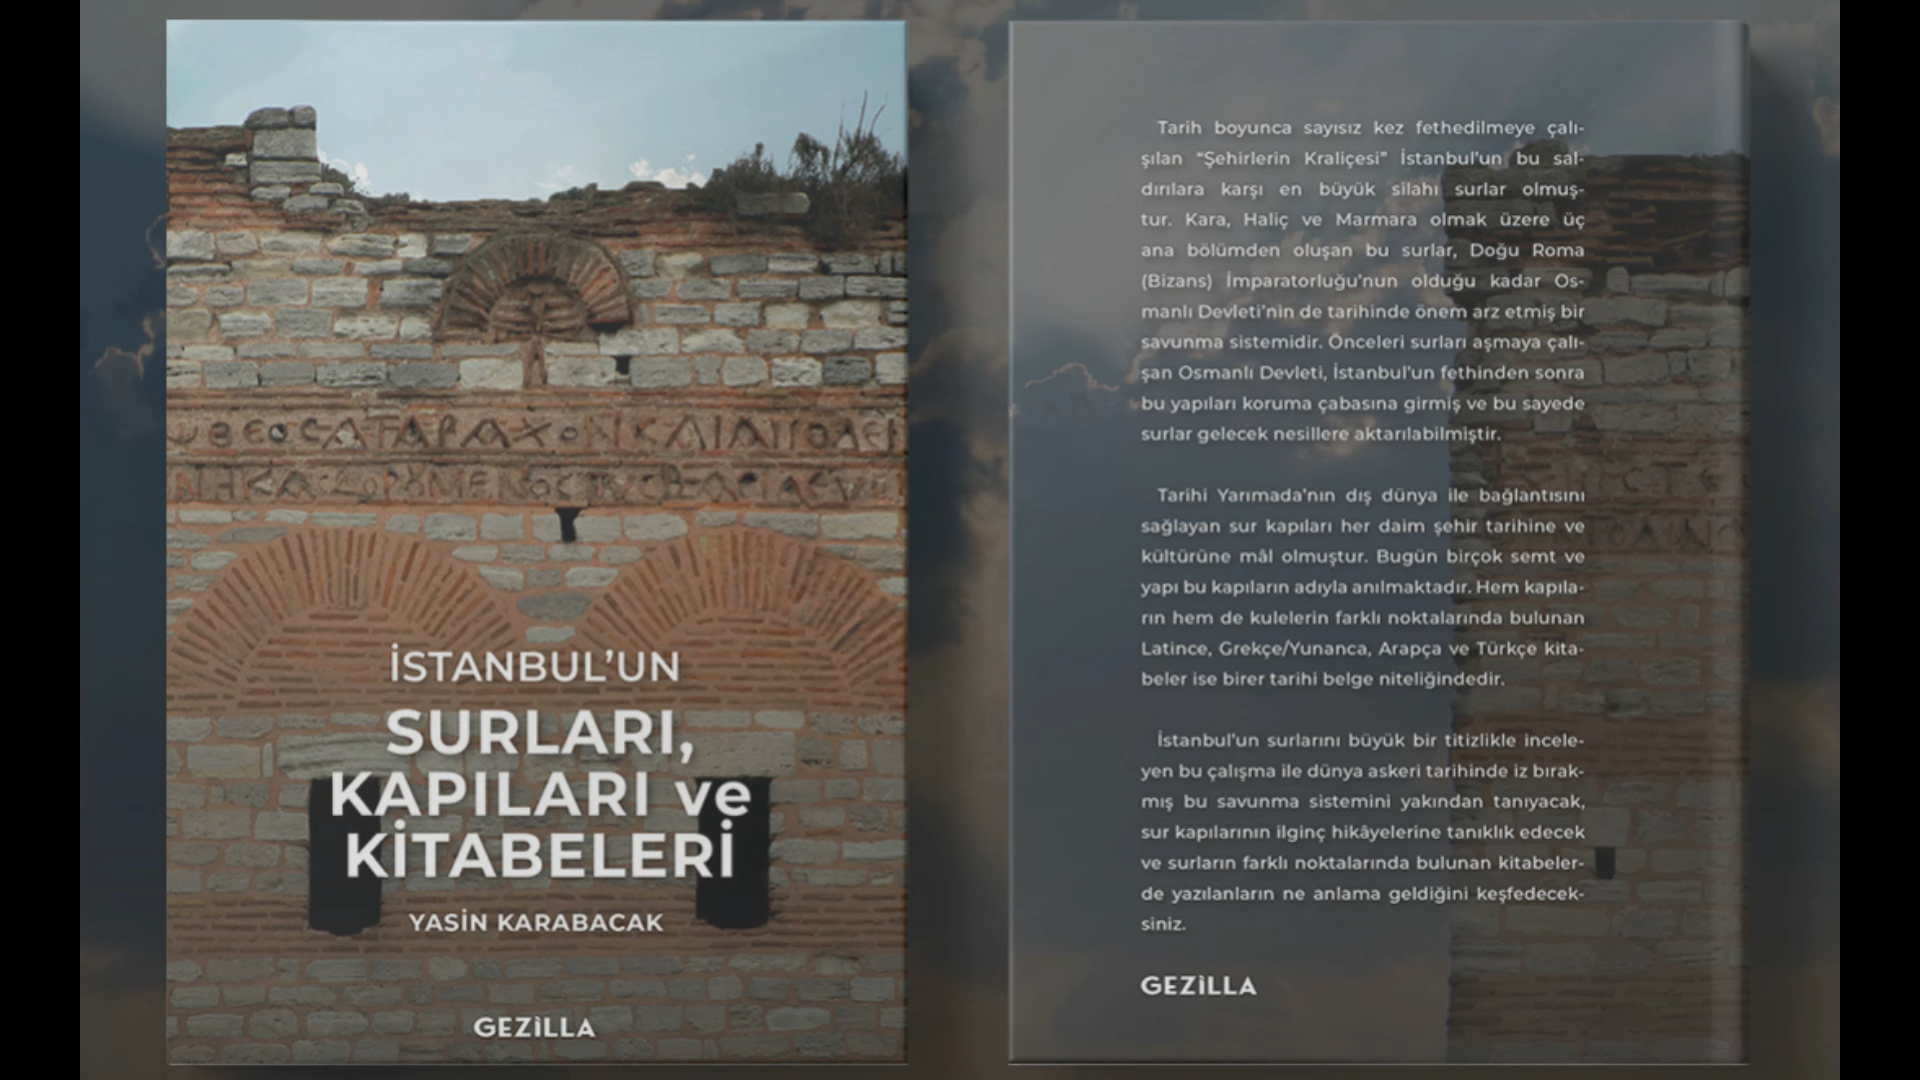 ΘΕΟCΑΤΑΡΑΧΟΝΚΑΙΑΠΟΛΕ
İSTANBUL'UN
SURLARI,
KAPILARI ve
KİTABELERİ
YASİN KARABACAK
GEZİLLA
Tarih boyunca sayısız kez fethedilmeye çalı-
şılan “Şehirlerin Kraliçesi” İstanbul'un bu sal-
dırılara karşı en büyük silahı surlar olmuş-
tur. Kara, Haliç ve Marmara olmak üzere üç
ana bölümden oluşan bu surlar, Doğu Roma
(Bizans) İmparatorluğu'nun olduğu kadar Os-
manlı Devleti'nin de tarihinde önem arz etmiş bir
savunma sistemidir. Önceleri surları aşmaya çalı-
şan Osmanlı Devleti, İstanbul'un fethinden sonra
bu yapıları koruma çabasına girmiş ve bu sayede
surlar gelecek nesillere aktarılabilmiştir.
Tarihi Yarımada'nın dış dünya ile bağlantısını
sağlayan sur kapıları her daim şehir tarihine ve
kültürüne mâl olmuştur. Bugün birçok semt ve
yapı bu kapıların adıyla anılmaktadır. Hem kapıla-
rın hem de kulelerin farklı noktalarında bulunan
Latince, Grekçe/Yunanca, Arapça ve Türkçe kita-
beler ise birer tarihi belge niteliğindedir.
İstanbul'un surlarını büyük bir titizlikle incele-
yen bu çalışma ile dünya askeri tarihinde iz bırak-
mış bu savunma sistemini yakından tanıyacak,
sur kapılarının ilginç hikâyelerine tanıklık edecek
ve surların farklı noktalarında bulunan kitabeler-
de yazılanların ne anlama geldiğini keşfedecek-
siniz.
GEZİLLA